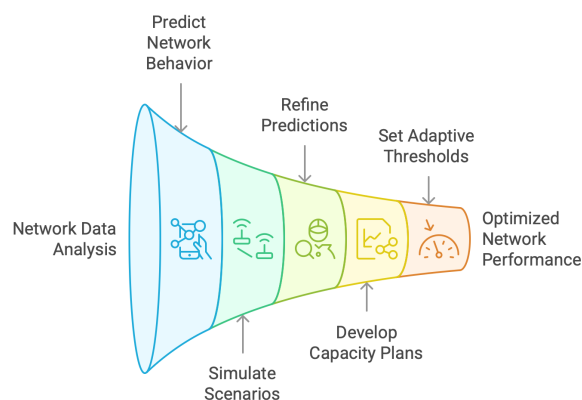 Predict
Network
Behavior
Refine
Predictions
Set Adaptive
Thresholds
Network Data
Analysis
Optimized
Network
Performance
Develop
Capacity Plans
Simulate
Scenarios